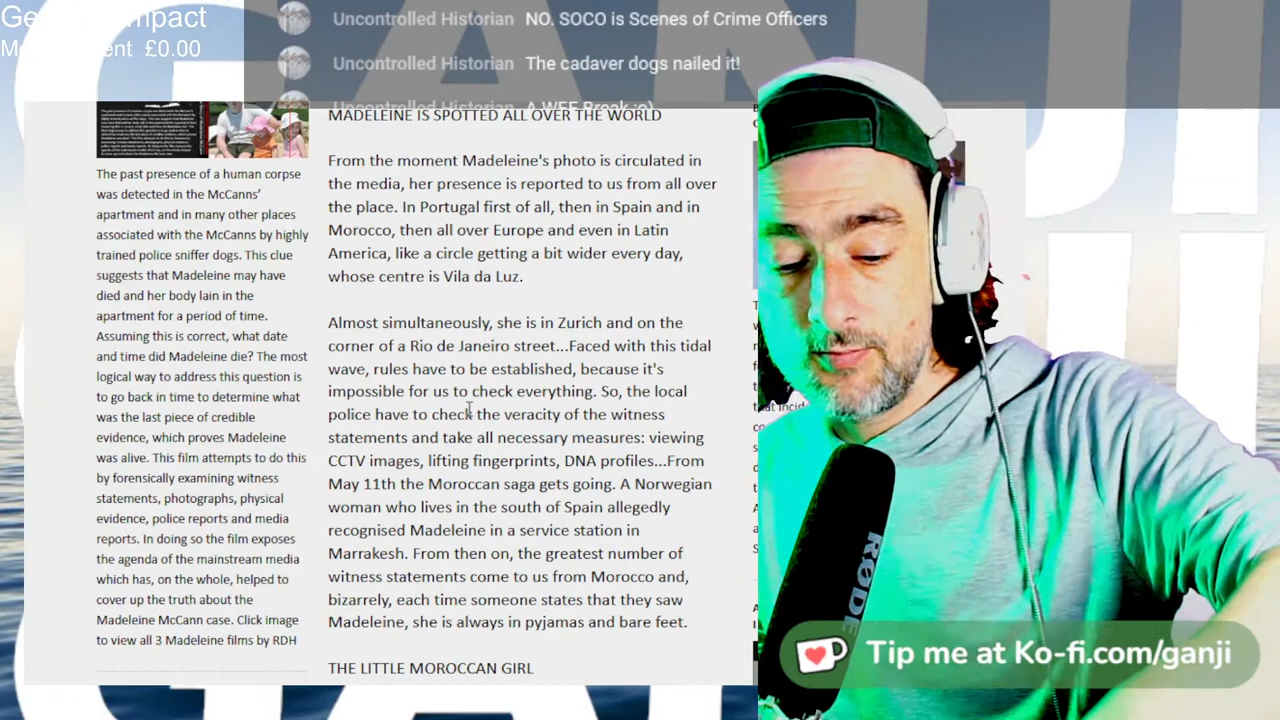 Ge
mpact
Mo
ent £0.00
Uncontrolled Historian NO. SOCO is Scenes of Crime Officers
Uncontrolled Historian The cadaver dogs nailed it!
Uncontrolled Historian A WEE Break :o)
The past presence of a human corpse
was detected in the McCanns'
apartment and in many other places
associated with the McCanns by highly
trained police sniffer dogs. This clue
suggests that Madeleine may have
died and her body lain in the
apartment for a period of time.
Assuming this is correct, what date
and time did Madeleine die? The most
logical way to address this question is
to go back in time to determine what
was the last piece of credible
evidence, which proves Madeleine
was alive. This film attempts to do this
by forensically examining witness
statements, photographs, physical
evidence, police reports and media
reports. In doing so the film exposes
the agenda of the mainstream media
which has, on the whole, helped to
cover up the truth about the
Madeleine McCann case. Click image
to view all 3 Madeleine films by RDH
MADELEINE IS SPOTTED ALL OVER THE WORLD
From the moment Madeleine's photo is circulated in
the media, her presence is reported to us from all over
the place. In Portugal first of all, then in Spain and in
Morocco, then all over Europe and even in Latin
America, like a circle getting a bit wider every day,
whose centre is Vila da Luz.
Almost simultaneously, she is in Zurich and on the
corner of a Rio de Janeiro street...Faced with this tidal
wave, rules have to be established, because it's
impossible for us to check everything. So, the local
police have to check the veracity of the witness
statements and take all necessary measures: viewing
CCTV images, lifting fingerprints, DNA profiles...From
May 11th the Moroccan saga gets going. A Norwegian
woman who lives in the south of Spain allegedly
recognised Madeleine in a service station in
Marrakesh. From then on, the greatest number of
witness statements come to us from Morocco and,
bizarrely, each time someone states that they saw
Madeleine, she is always in pyjamas and bare feet.
THE LITTLE MOROCCAN GIRL
RØDE
Tip me at Ko-fi.com/ganji